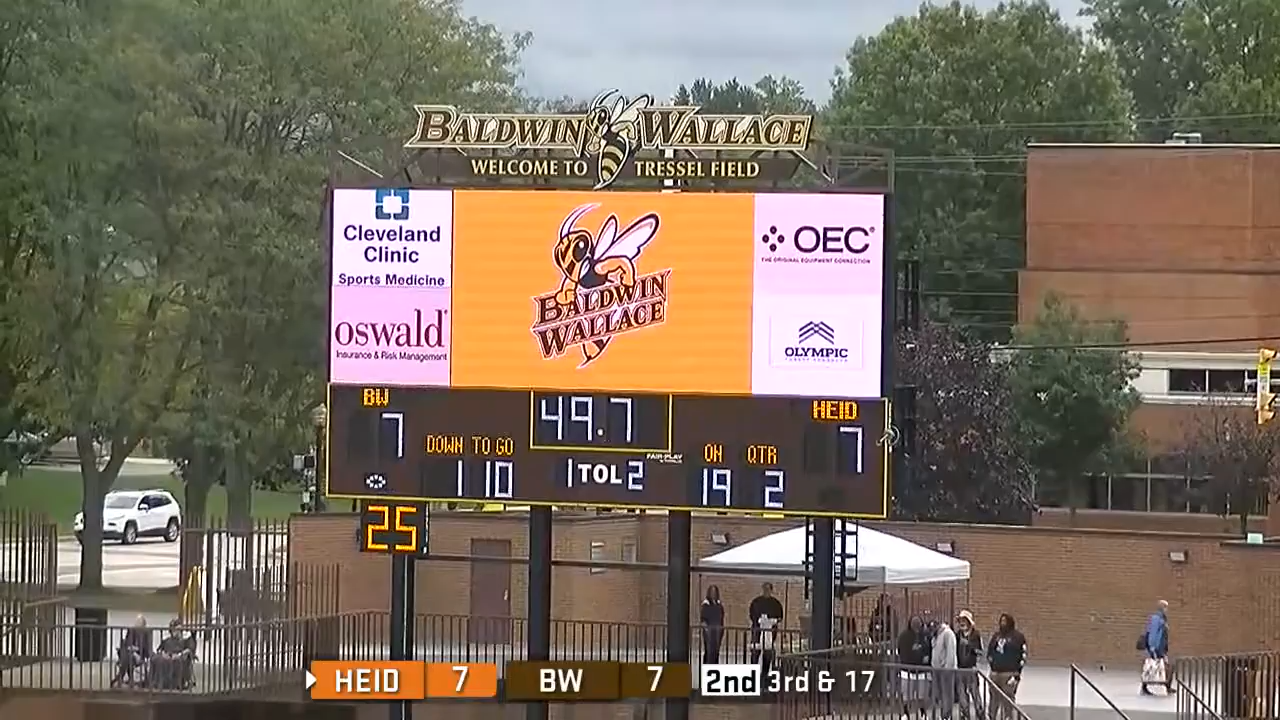 BALDWIN WALLACE
WELCOME TO TRESSEL FIELD
Cleveland
Clinic
Sports Medicine
oswald
Insurance & Risk Management
BALDWIN
WALLACE
OEC
THE ORIGINAL EQUIPMENT CONNECTION
OLYMPIC
BW
7
49.7
HEID
7
DOWN TO GO
1 10
1 TOL 2
ON QTR
19 2
25
HEID 7 BW 7 2nd 3rd & 17